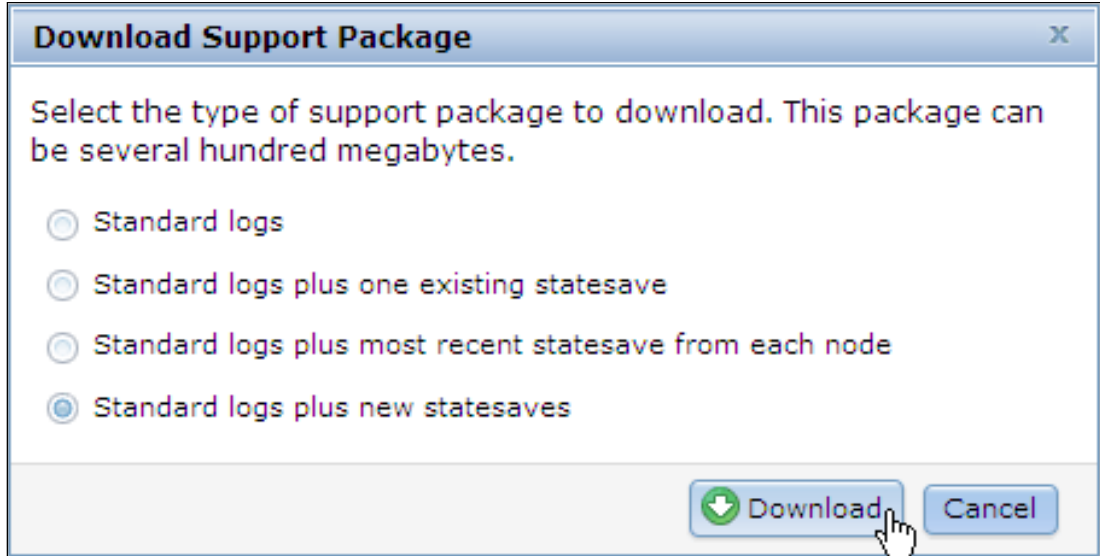 Download Support Package
x
Select the type of support package to download. This package can
be several hundred megabytes.
Standard logs
Standard logs plus one existing statesave
Standard logs plus most recent statesave from each node
Standard logs plus new statesaves
Download Cancel